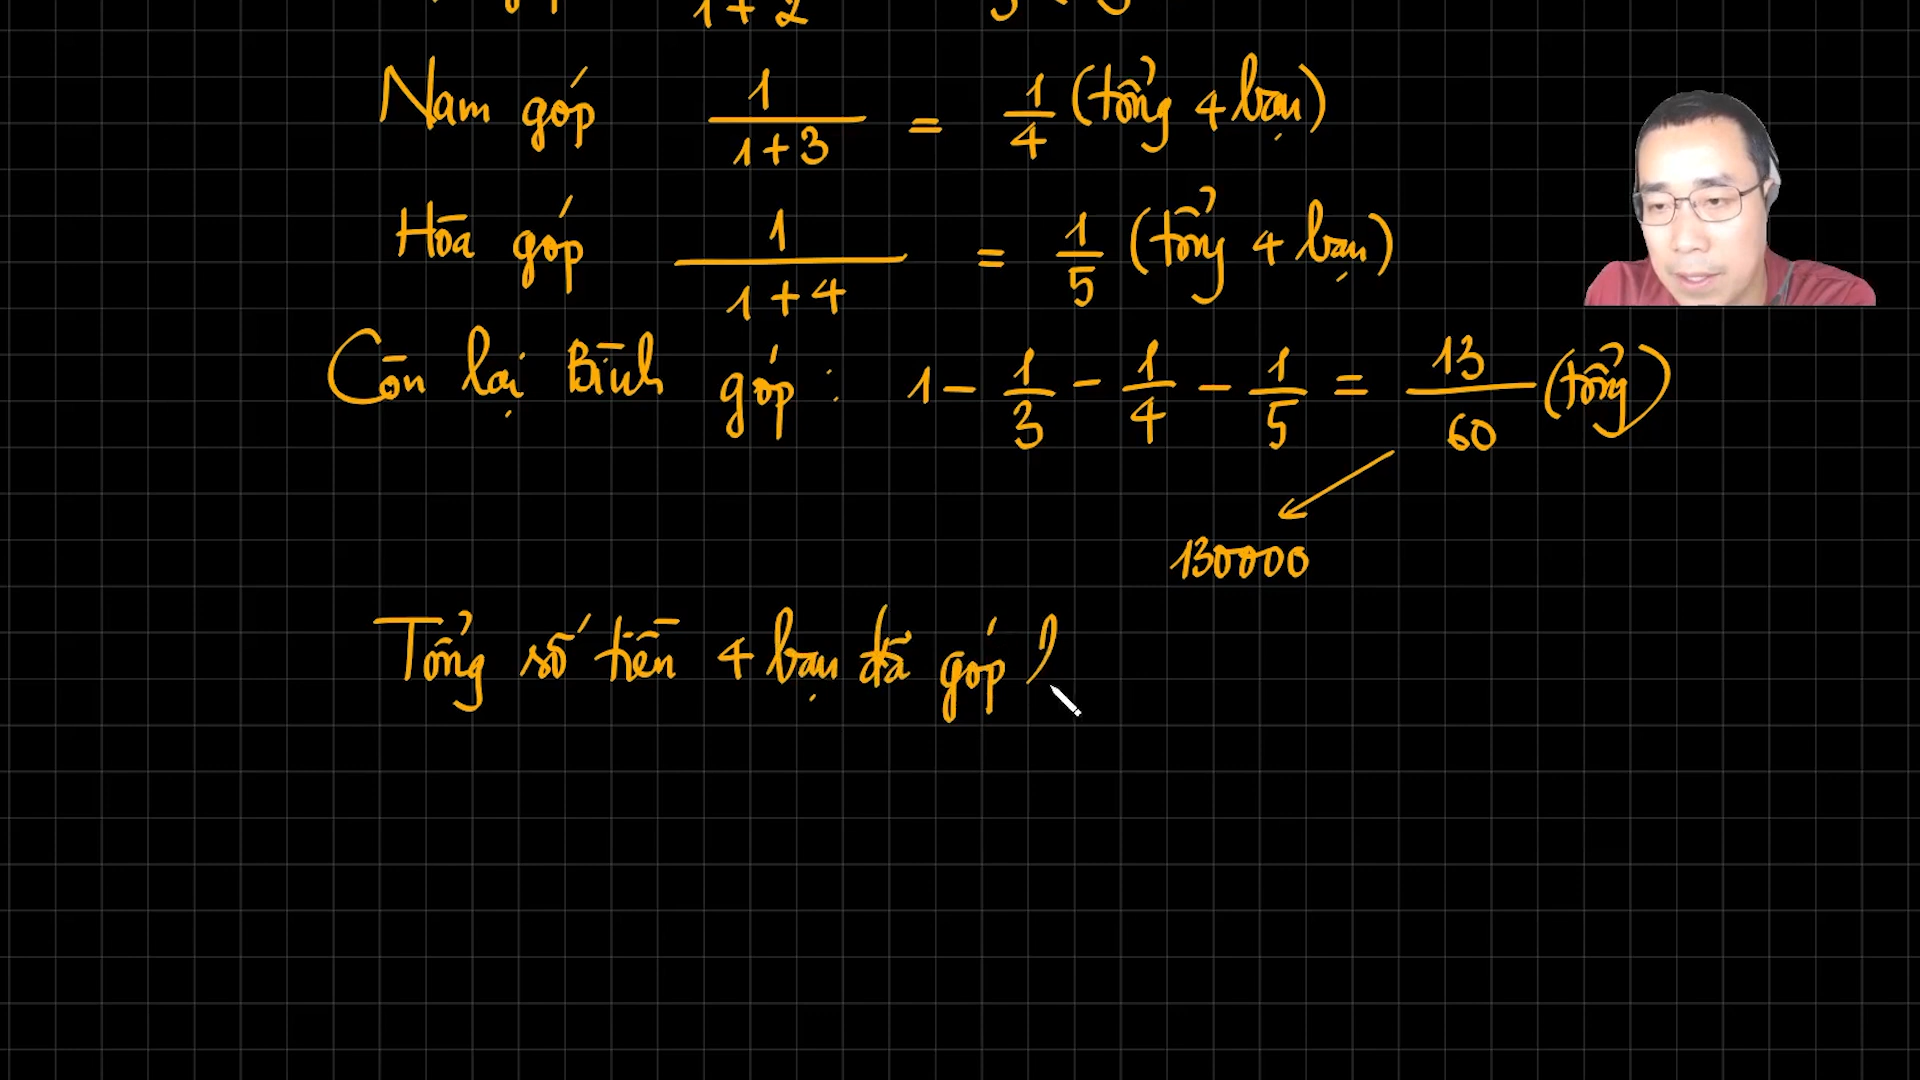 1+2
Nam góp 1/(1+3) = 1/4 (tổng 4 bạn)
Hòa góp 1/(1+4) = 1/5 (tổng 4 bạn)
Còn lại Bình góp: 1 - 1/3 - 1/4 - 1/5 = 13/60 (tổng)
130000
Tổng số tiền 4 bạn đã góp?